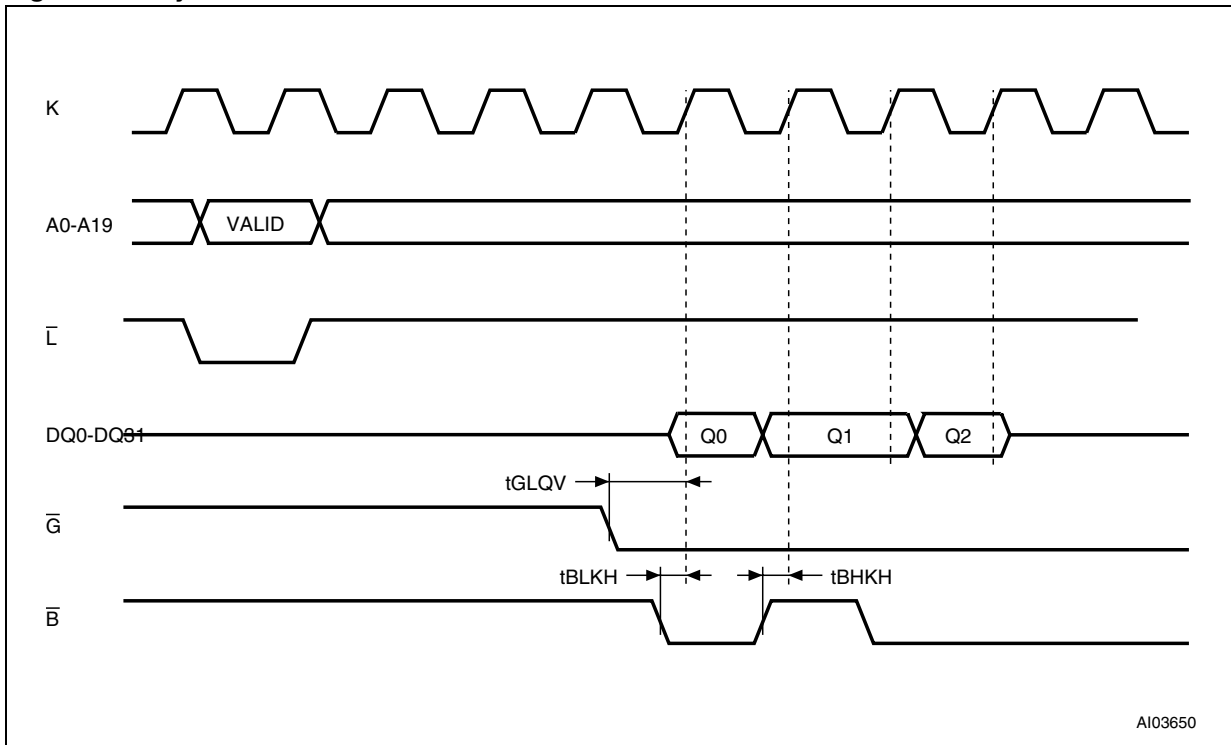 K
A0-A19
VALID
L̅
DQ0-DQ31
Q0
Q1
Q2
tGLQV
G̅
tBLKH
tBHKH
B̅
AI03650